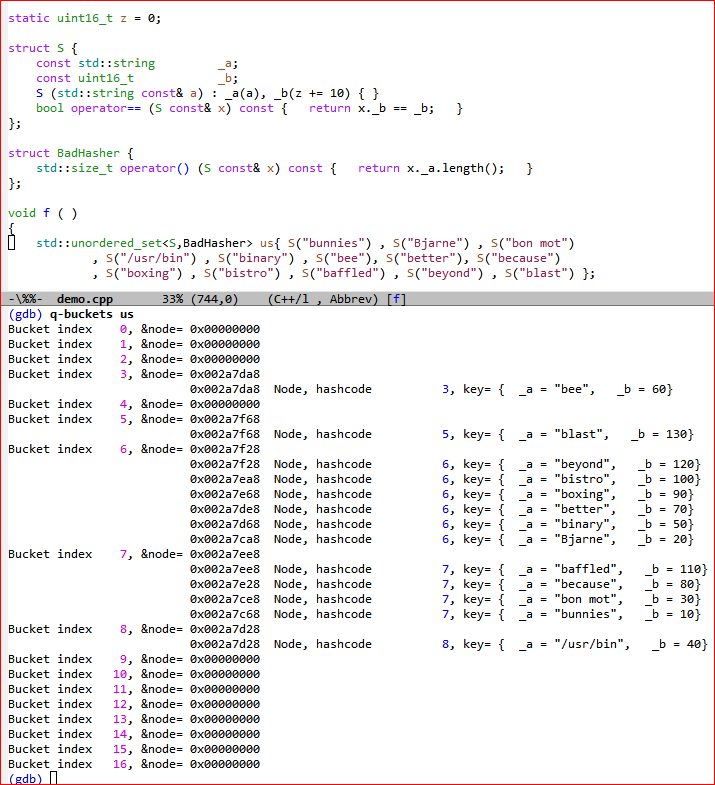 static uint16_t z = 0;

struct S {
    const std::string         _a;
    const uint16_t            _b;
    S (std::string const& a) : _a(a), _b(z += 10) { }
    bool operator== (S const& x) const {   return x._b == _b;   }
};

struct BadHasher {
    std::size_t operator() (S const& x) const {   return x._a.length();   }
};

void f ( )
{
    std::unordered_set<S,BadHasher> us{ S("bunnies") , S("Bjarne") , S("bon mot")
            , S("/usr/bin") , S("binary") , S("bee"), S("better"), S("because")
            , S("boxing") , S("bistro") , S("baffled") , S("beyond") , S("blast") };

-\%%-  demo.cpp       33% (744,0)    (C++/l , Abbrev) [f]
(gdb) q-buckets us
Bucket index    0, &node= 0x00000000
Bucket index    1, &node= 0x00000000
Bucket index    2, &node= 0x00000000
Bucket index    3, &node= 0x002a7da8
                          0x002a7da8  Node, hashcode          3, key= {  _a = "bee",   _b = 60}
Bucket index    4, &node= 0x00000000
Bucket index    5, &node= 0x002a7f68
                          0x002a7f68  Node, hashcode          5, key= {  _a = "blast",   _b = 130}
Bucket index    6, &node= 0x002a7f28
                          0x002a7f28  Node, hashcode          6, key= {  _a = "beyond",   _b = 120}
                          0x002a7ea8  Node, hashcode          6, key= {  _a = "bistro",   _b = 100}
                          0x002a7e68  Node, hashcode          6, key= {  _a = "boxing",   _b = 90}
                          0x002a7de8  Node, hashcode          6, key= {  _a = "better",   _b = 70}
                          0x002a7d68  Node, hashcode          6, key= {  _a = "binary",   _b = 50}
                          0x002a7ca8  Node, hashcode          6, key= {  _a = "Bjarne",   _b = 20}
Bucket index    7, &node= 0x002a7ee8
                          0x002a7ee8  Node, hashcode          7, key= {  _a = "baffled",   _b = 110}
                          0x002a7e28  Node, hashcode          7, key= {  _a = "because",   _b = 80}
                          0x002a7ce8  Node, hashcode          7, key= {  _a = "bon mot",   _b = 30}
                          0x002a7c68  Node, hashcode          7, key= {  _a = "bunnies",   _b = 10}
Bucket index    8, &node= 0x002a7d28
                          0x002a7d28  Node, hashcode          8, key= {  _a = "/usr/bin",   _b = 40}
Bucket index    9, &node= 0x00000000
Bucket index   10, &node= 0x00000000
Bucket index   11, &node= 0x00000000
Bucket index   12, &node= 0x00000000
Bucket index   13, &node= 0x00000000
Bucket index   14, &node= 0x00000000
Bucket index   15, &node= 0x00000000
Bucket index   16, &node= 0x00000000
(gdb)